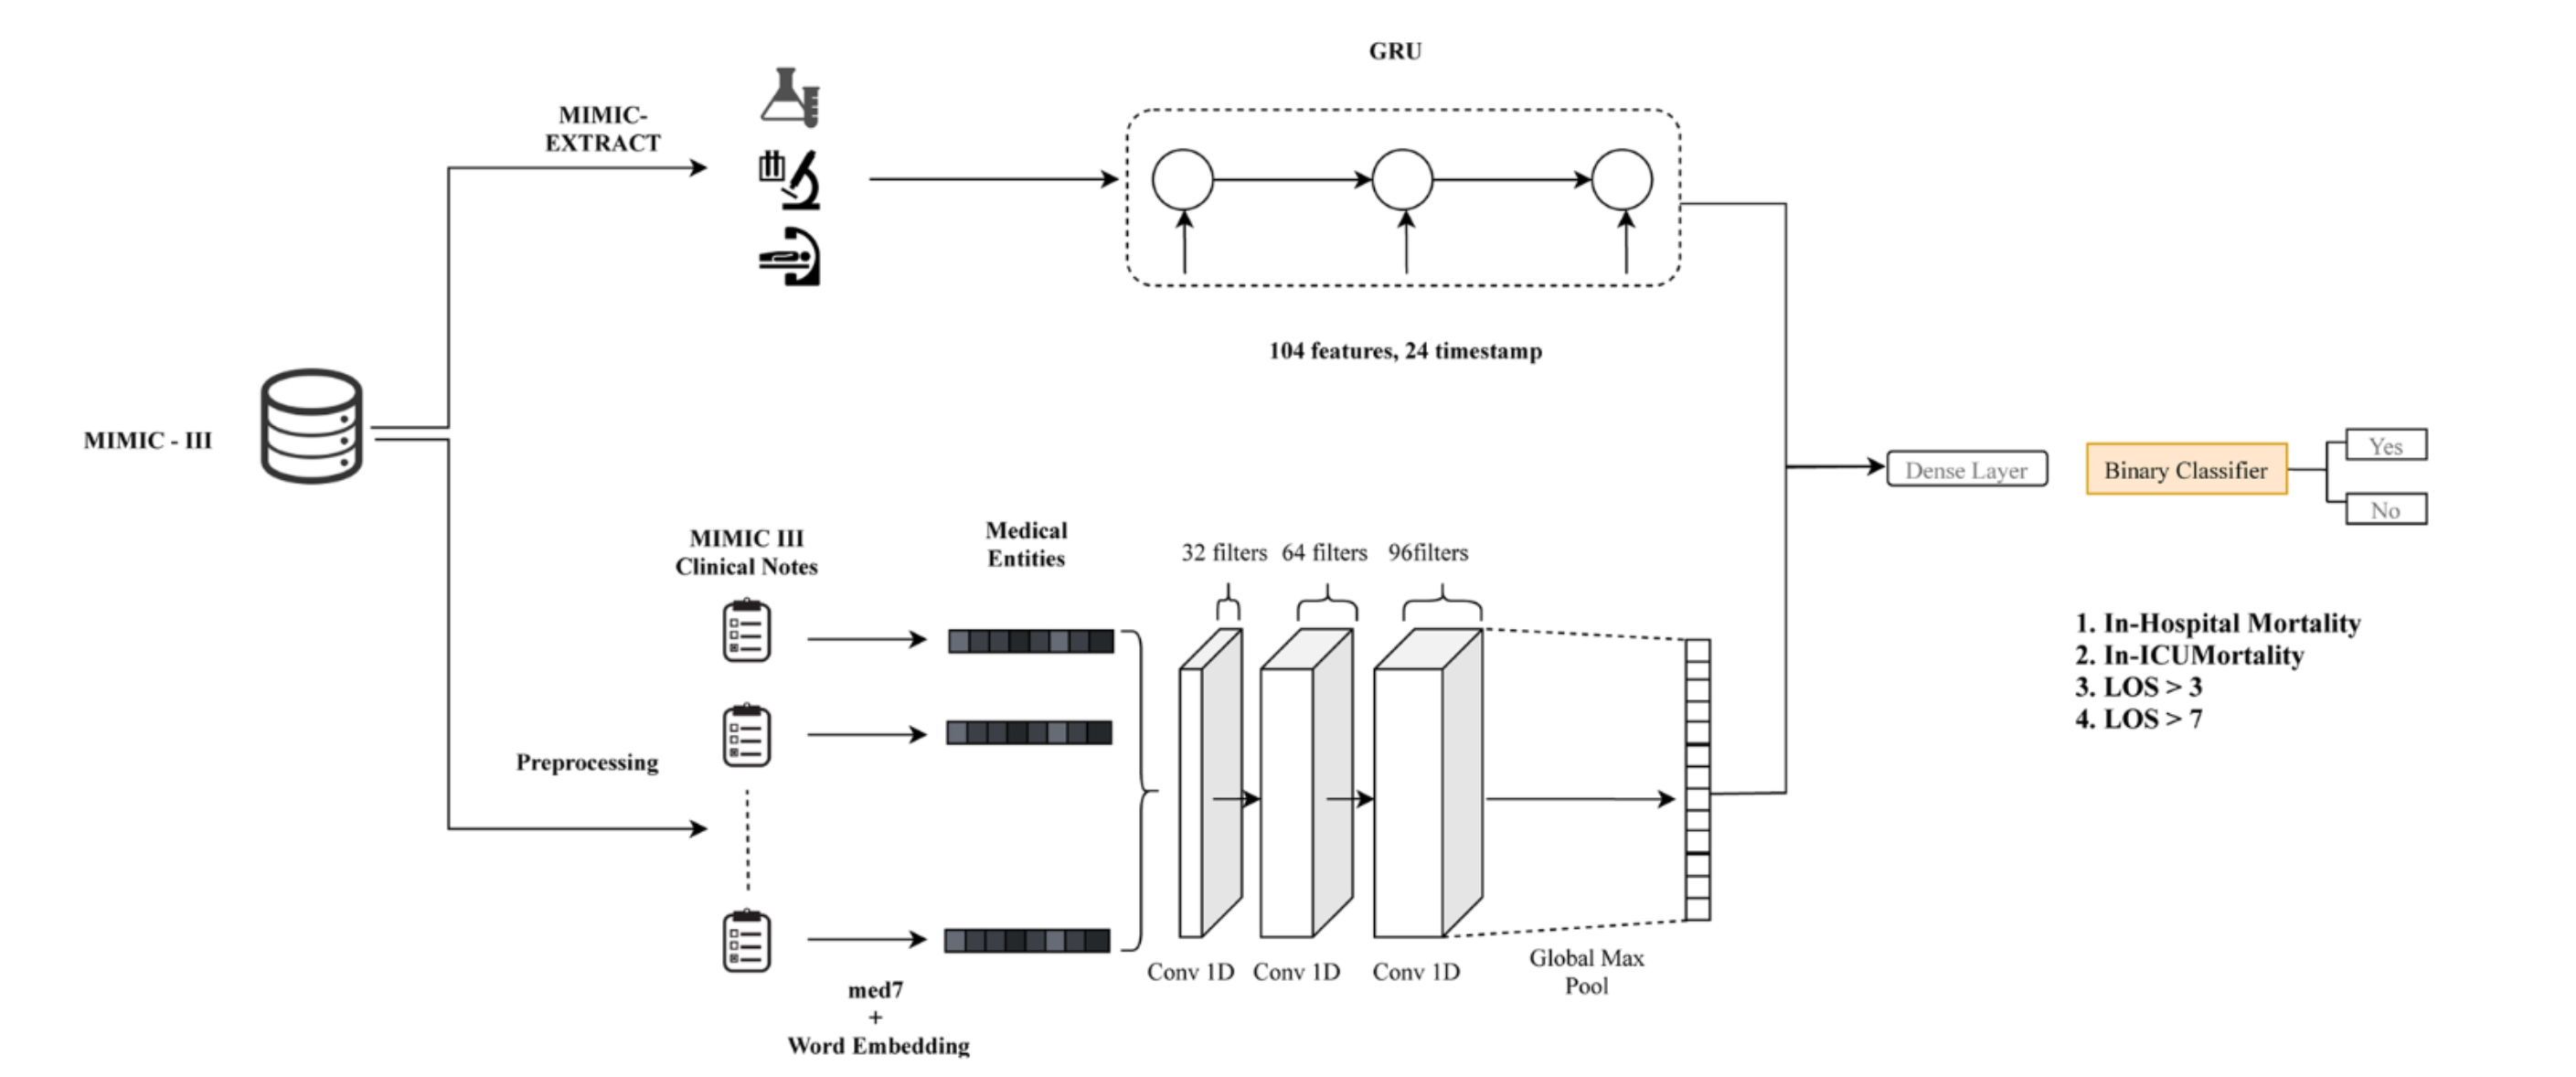 GRU
MIMIC-
EXTRACT
104 features, 24 timestamp
MIMIC - III
Dense Layer
Binary Classifier
Yes
No
MIMIC III
Clinical Notes
Medical
Entities
32 filters
64 filters
96filters
1. In-Hospital Mortality
2. In-ICUMortality
3. LOS > 3
4. LOS > 7
Preprocessing
Conv 1D
Conv 1D
Conv 1D
Global Max
Pool
med7
+
Word Embedding